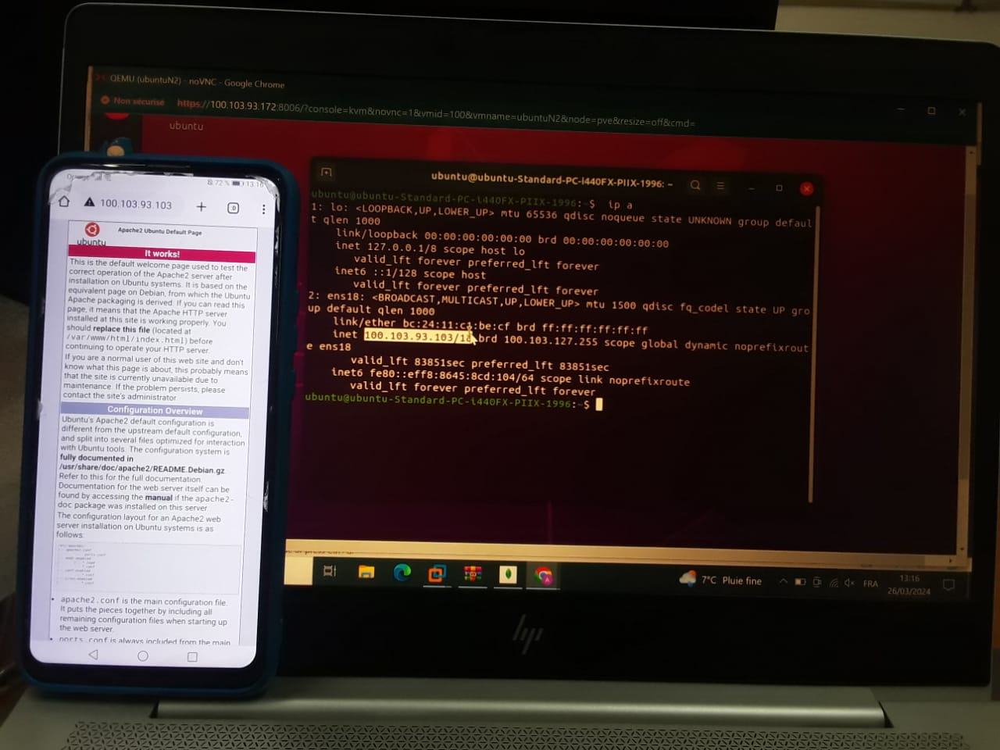 QEMU (ubuntuN2) - noVNC - Google Chrome
Non sécurisé https://100.103.93.172:8006/?console=kvm&novnc=1&vmid=100&vmname=ubuntuN2&node=pve&resize=off&cmd=
ubuntu
ubuntu@ubuntu-Standard-PC-i440FX-PIIX-1996: ~
ubuntu@ubuntu-Standard-PC-i440FX-PIIX-1996:~$ ip a
1: lo: <LOOPBACK,UP,LOWER_UP> mtu 65536 qdisc noqueue state UNKNOWN group defaul
t qlen 1000
link/loopback 00:00:00:00:00:00 brd 00:00:00:00:00:00
inet 127.0.0.1/8 scope host lo
valid_lft forever preferred_lft forever
inet6 ::1/128 scope host
valid_lft forever preferred_lft forever
2: ens18: <BROADCAST,MULTICAST,UP,LOWER_UP> mtu 1500 qdisc fq_codel state UP gro
up default qlen 1000
link/ether bc:24:11:c1:be:cf brd ff:ff:ff:ff:ff:ff
inet 100.103.93.103/18 brd 100.103.127.255 scope global dynamic noprefixrout
e ens18
valid_lft 83851sec preferred_lft 83851sec
inet6 fe80::eff8:8645:8cd:104/64 scope link noprefixroute
valid_lft forever preferred_lft forever
ubuntu@ubuntu-Standard-PC-i440FX-PIIX-1996:~$
7°C Pluie fine
FRA
13:16
26/03/2024
hp
72 % 13:16
100.103.93.103
Apache2 Ubuntu Default Page
ubuntu
It works!
This is the default welcome page used to test the
correct operation of the Apache2 server after
installation on Ubuntu systems. It is based on the
equivalent page on Debian, from which the Ubuntu
Apache packaging is derived. If you can read this
page, it means that the Apache HTTP server
installed at this site is working properly. You
should replace this file (located at
/var/www/html/index.html) before
continuing to operate your HTTP server.
If you are a normal user of this web site and don't
know what this page is about, this probably means
that the site is currently unavailable due to
maintenance. If the problem persists, please
contact the site's administrator.
Configuration Overview
Ubuntu's Apache2 default configuration is
different from the upstream default configuration,
and split into several files optimized for interaction
with Ubuntu tools. The configuration system is
fully documented in
/usr/share/doc/apache2/README.Debian.gz.
Refer to this for the full documentation.
Documentation for the web server itself can be
found by accessing the manual if the apache2-
doc package was installed on this server.
The configuration layout for an Apache2 web
server installation on Ubuntu systems is as
follows:
apache2.conf is the main configuration file.
It puts the pieces together by including all
remaining configuration files when starting up
the web server.
ports.conf is always included from the main